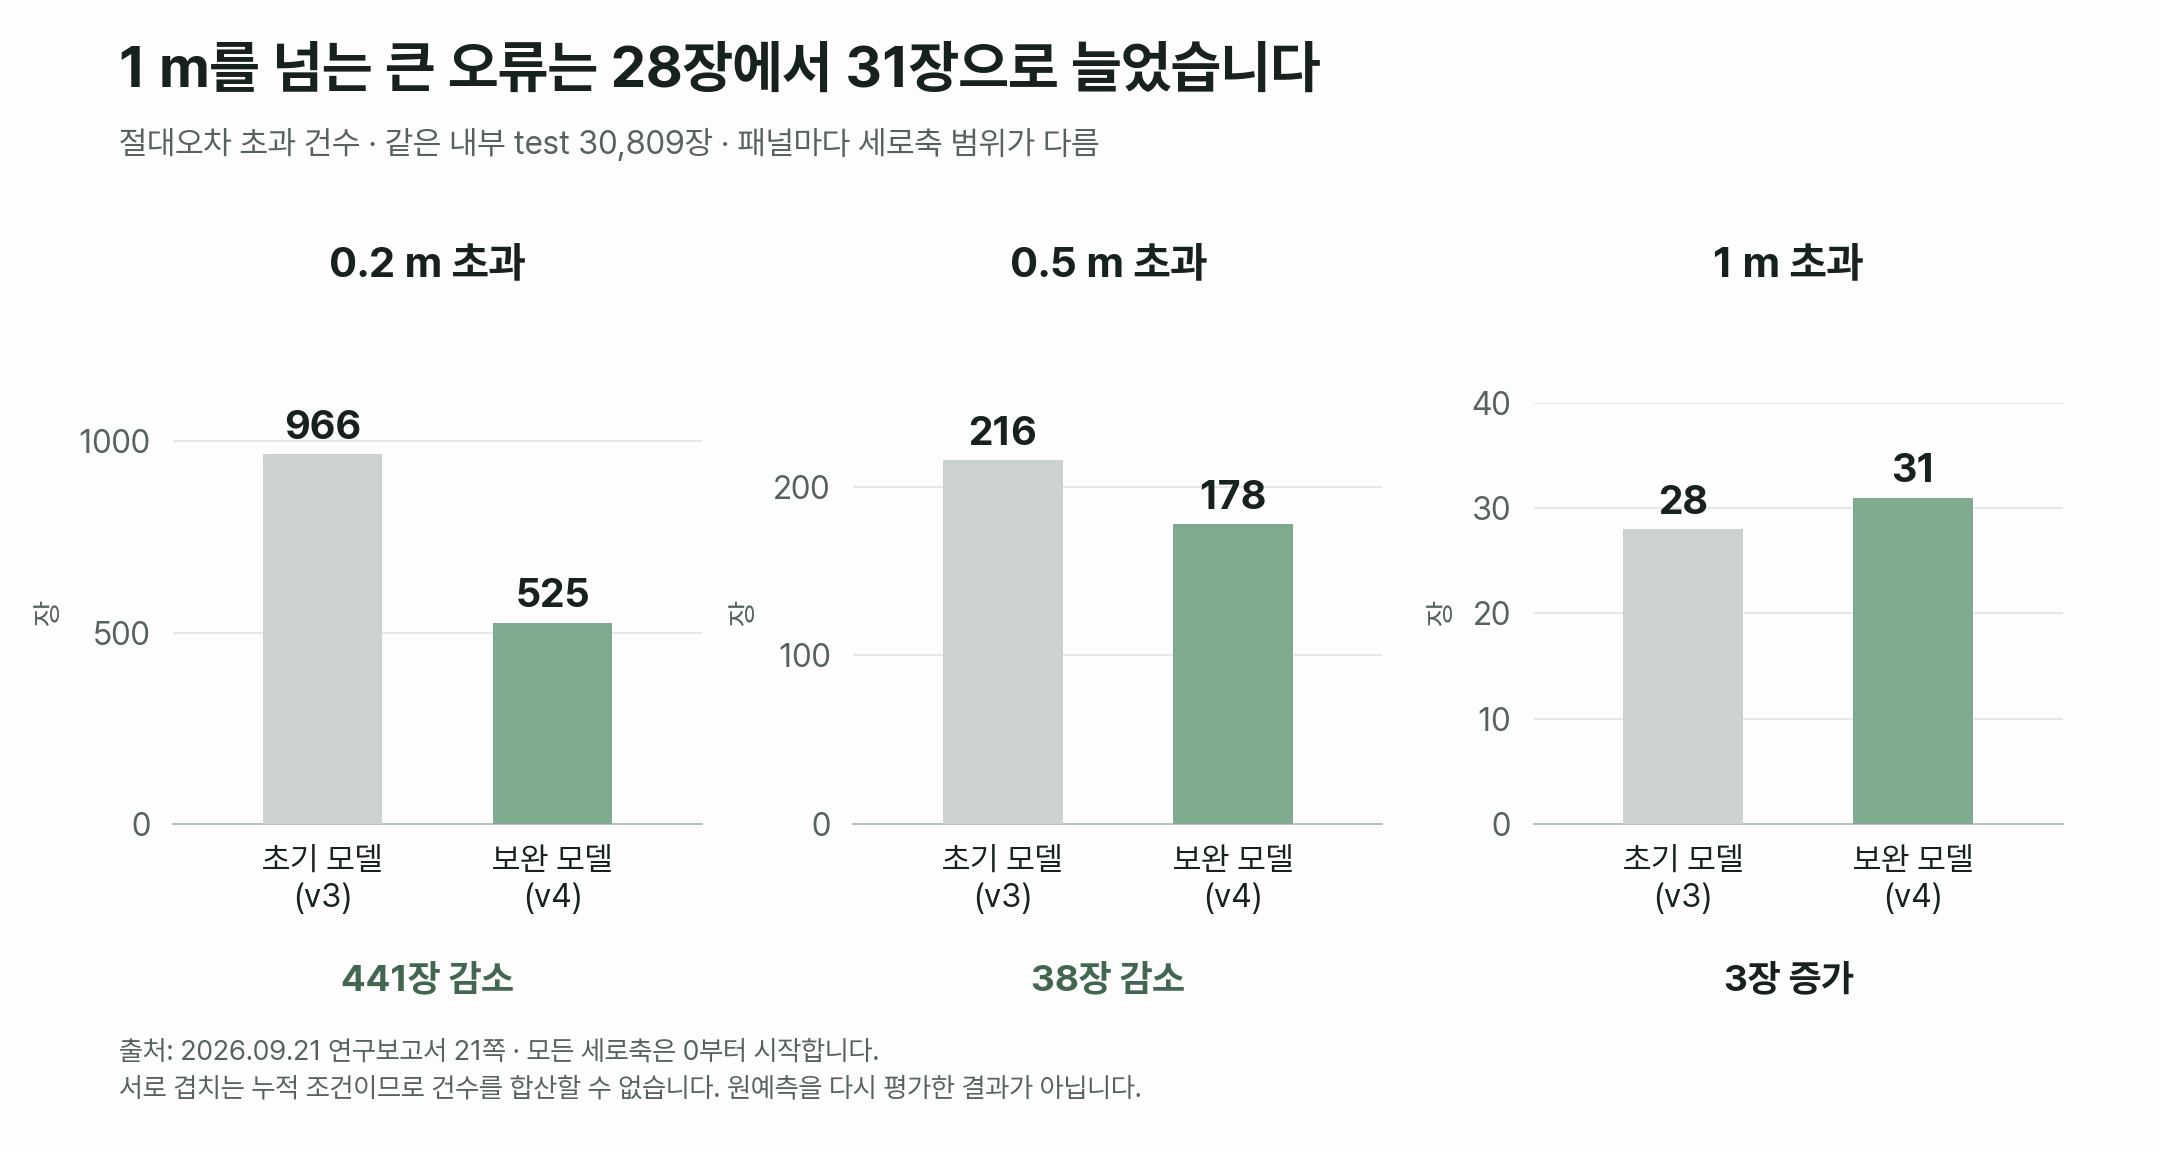 1 m를 넘는 큰 오류는 28장에서 31장으로 늘었습니다
절대오차 초과 건수 · 같은 내부 test 30,809장 · 패널마다 세로축 범위가 다름
0.2 m 초과
장
1000
500
0
966
525
초기 모델
(v3)
보완 모델
(v4)
441장 감소
0.5 m 초과
장
200
100
0
216
178
초기 모델
(v3)
보완 모델
(v4)
38장 감소
1 m 초과
장
40
30
20
10
0
28
31
초기 모델
(v3)
보완 모델
(v4)
3장 증가
출처: 2026.09.21 연구보고서 21쪽 · 모든 세로축은 0부터 시작합니다.
서로 겹치는 누적 조건이므로 건수를 합산할 수 없습니다. 원예측을 다시 평가한 결과가 아닙니다.